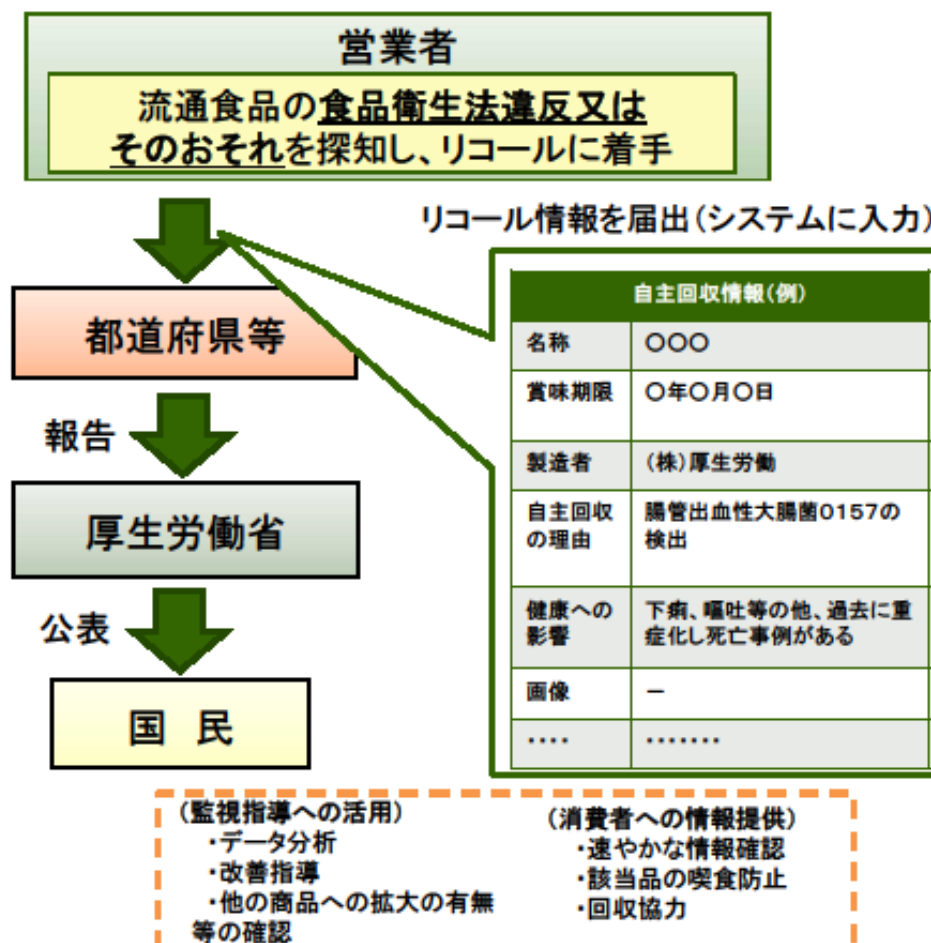 営業者
流通食品の食品衛生法違反又は
そのおそれを探知し、リコールに着手
リコール情報を届出(システムに入力)
都道府県等
報告
厚生労働省
公表
国 民
自主回収情報(例)
名称 〇〇〇
賞味期限 〇年〇月〇日
製造者 (株)厚生労働
自主回収 腸管出血性大腸菌O157の
の理由 検出
健康への 下痢、嘔吐等の他、過去に重
影響 症化し死亡事例がある
画像 －
‥‥ ・・・・・・・
(監視指導への活用)
・データ分析
・改善指導
・他の商品への拡大の有無
等の確認
(消費者への情報提供)
・速やかな情報確認
・該当品の喫食防止
・回収協力